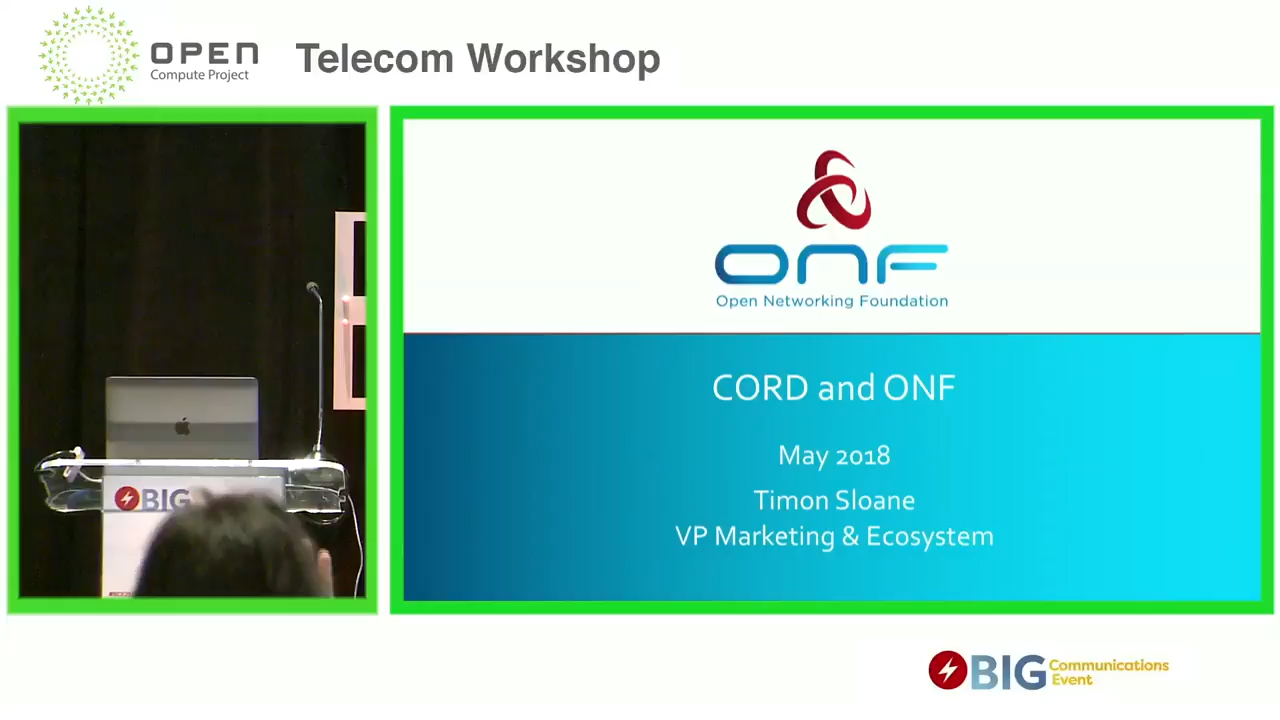 OPEN
Compute Project
Telecom Workshop
ONF
Open Networking Foundation
CORD and ONF
May 2018
Timon Sloane
VP Marketing & Ecosystem
BIG
BIG
Communications
Event